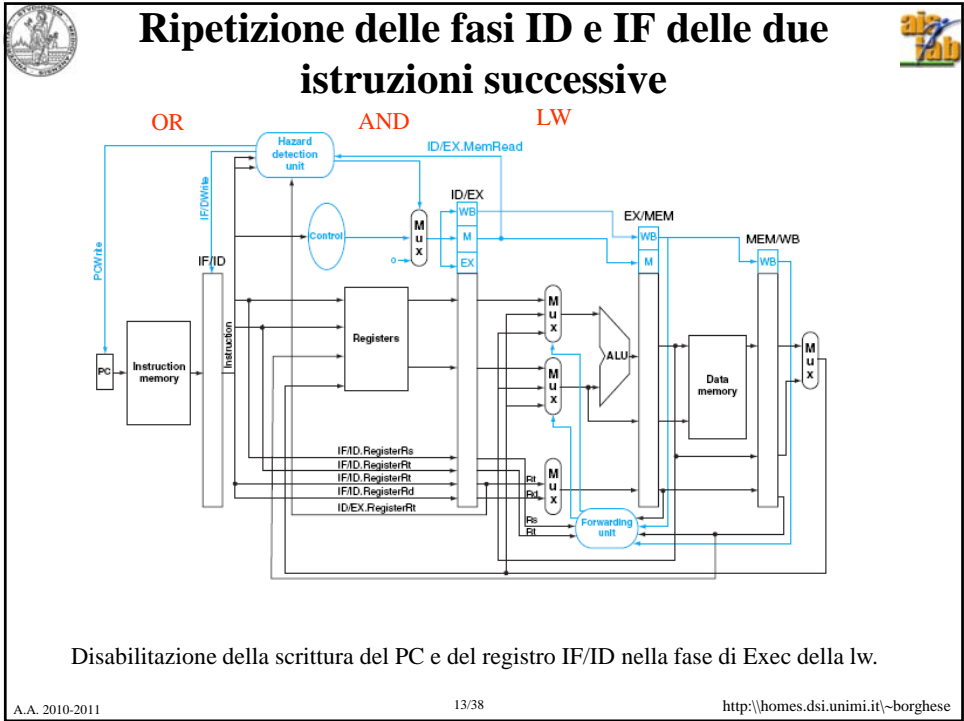 Ripetizione delle fasi ID e IF delle due
istruzioni successive
ais
lab
OR
AND
LW
Hazard
detection
unit
ID/EX.MemRead
ID/EX
IF/DWrite
PCWrite
WB
M
EX
EX/MEM
WB
M
MEM/WB
WB
Control
M
u
x
0
IF/ID
Instruction
PC
Instruction
memory
Registers
M
u
x
M
u
x
ALU
Data
memory
M
u
x
IF/ID.RegisterRs
IF/ID.RegisterRt
IF/ID.RegisterRt
IF/ID.RegisterRd
ID/EX.RegisterRt
Rt
Rd
M
u
x
Rs
Rt
Forwarding
unit
Disabilitazione della scrittura del PC e del registro IF/ID nella fase di Exec della lw.
A.A. 2010-2011
13/38
http:\\homes.dsi.unimi.it\~borghese